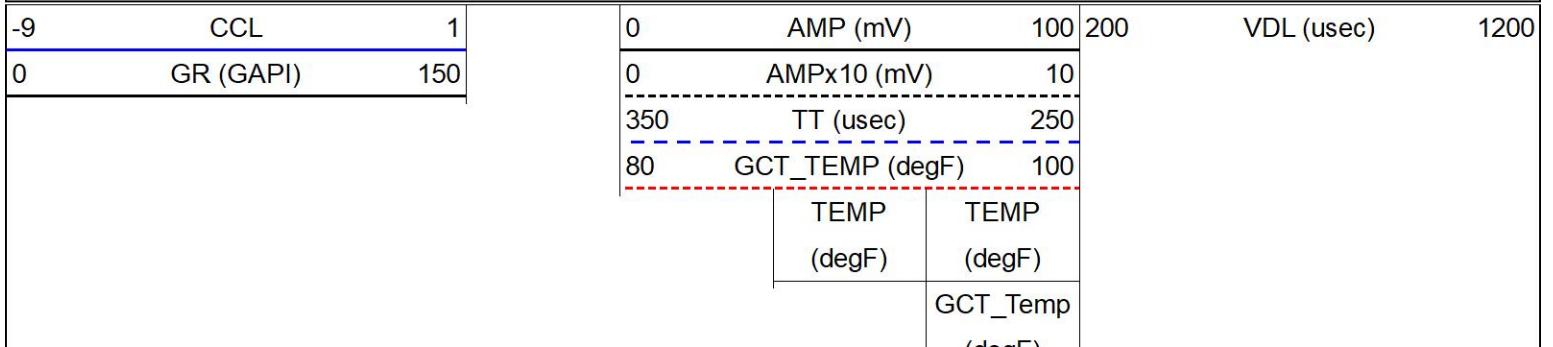 -9 CCL 1 0 AMP (mV) 100 200 VDL (usec) 1200
0 GR (GAPI) 150 0 AMPx10 (mV) 10
350 TT (usec) 250
80 GCT_TEMP (degF) 100
TEMP TEMP
(degF) (degF)
GCT_Temp
(degF)